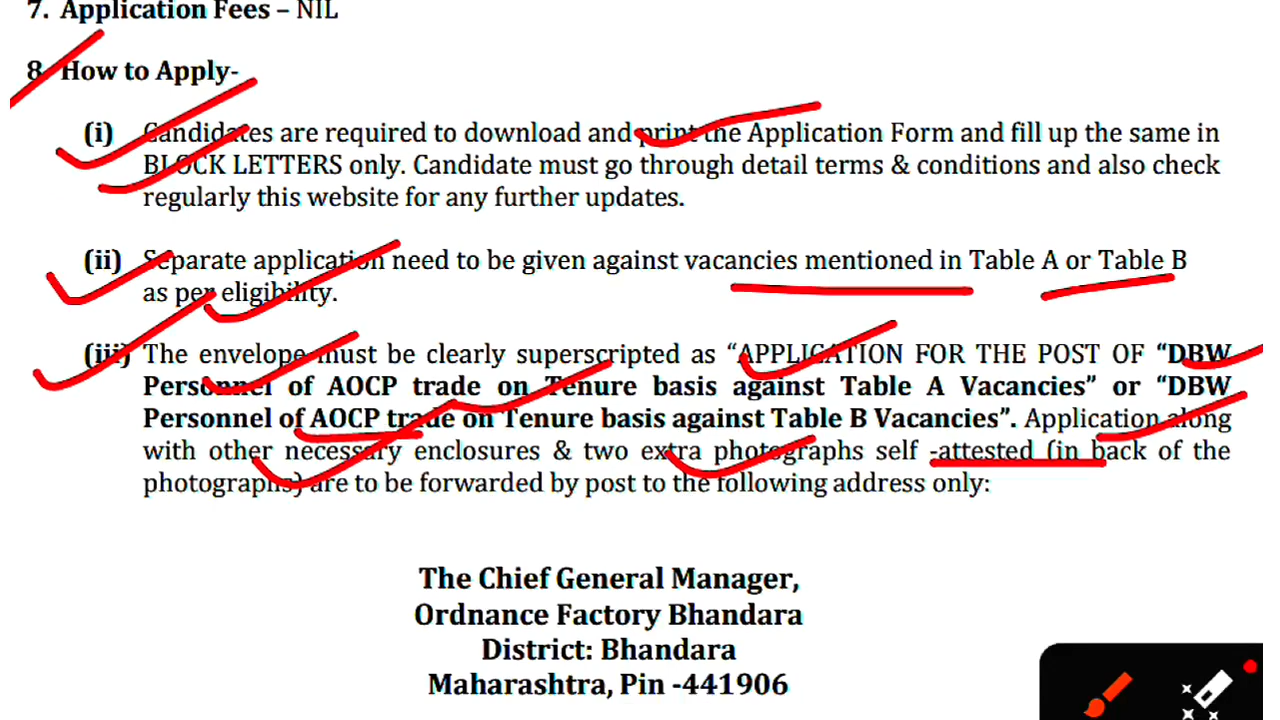 7. Application Fees – NIL
8. How to Apply-
(i) Candidates are required to download and print the Application Form and fill up the same in
BLOCK LETTERS only. Candidate must go through detail terms & conditions and also check
regularly this website for any further updates.
(ii) Separate application need to be given against vacancies mentioned in Table A or Table B
as per eligibility.
(iii) The envelope must be clearly superscripted as “APPLICATION FOR THE POST OF “DBW
Personnel of AOCP trade on Tenure basis against Table A Vacancies” or “DBW
Personnel of AOCP trade on Tenure basis against Table B Vacancies”. Application along
with other necessary enclosures & two extra photographs self -attested (in back of the
photographs) are to be forwarded by post to the following address only:
The Chief General Manager,
Ordnance Factory Bhandara
District: Bhandara
Maharashtra, Pin -441906